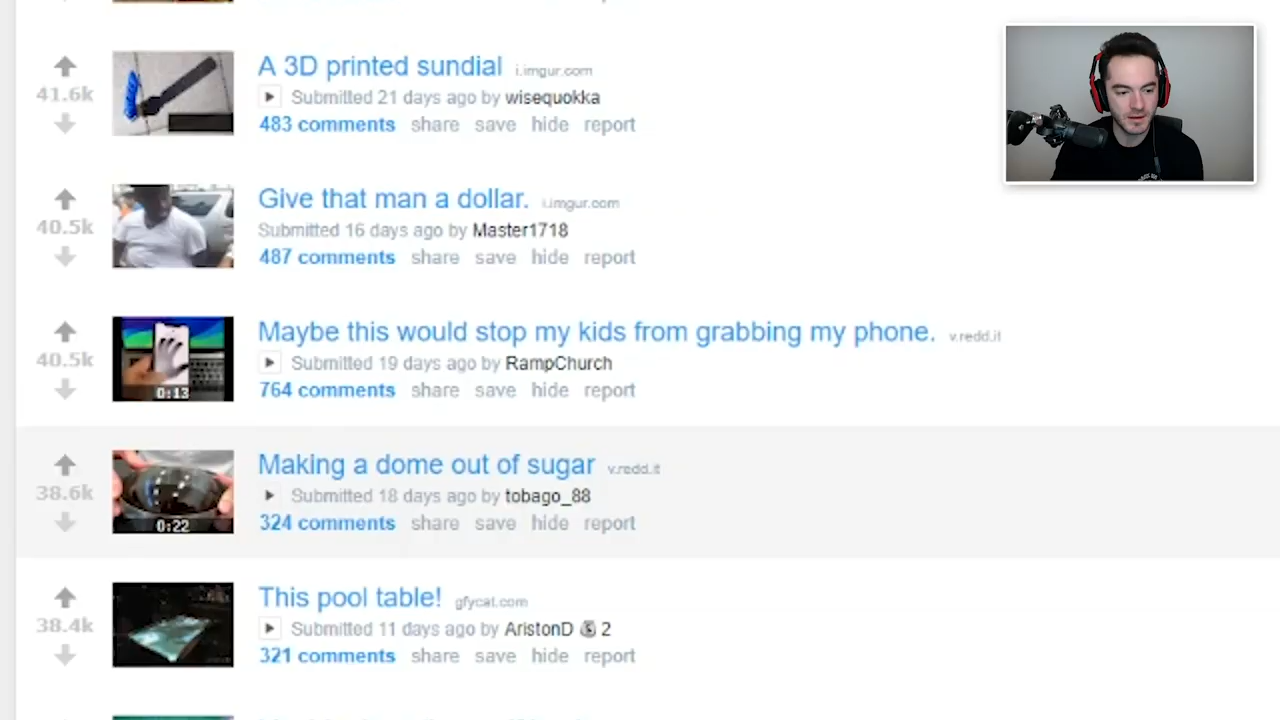 A 3D printed sundial i.imgur.com
41.6k
Submitted 21 days ago by wisequokka
483 comments share save hide report
Give that man a dollar. i.imgur.com
40.5k
Submitted 16 days ago by Master1718
487 comments share save hide report
Maybe this would stop my kids from grabbing my phone. v.redd.it
40.5k
Submitted 19 days ago by RampChurch
0:13
764 comments share save hide report
Making a dome out of sugar v.redd.it
38.6k
Submitted 18 days ago by tobago_88
0:22
324 comments share save hide report
This pool table! gfycat.com
38.4k
Submitted 11 days ago by AristonD 2
321 comments share save hide report